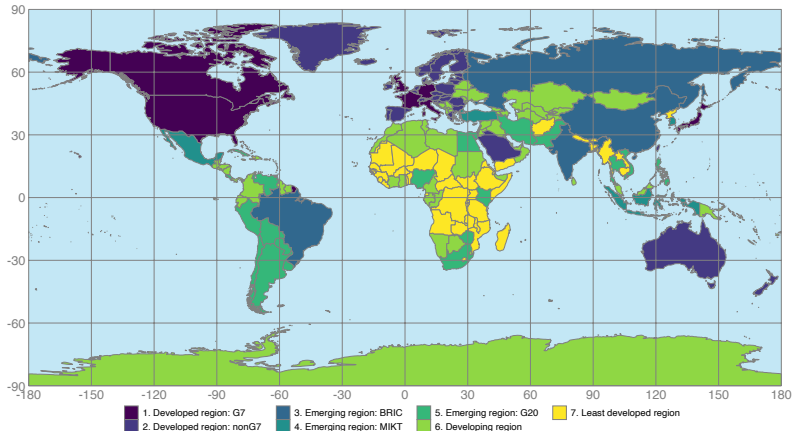 90
60
30
0
-30
-60
-90
-180 -150 -120 -90 -60 -30 0 30 60 90 120 150 180
1. Developed region: G7 3. Emerging region: BRIC 5. Emerging region: G20 7. Least developed region
2. Developed region: nonG7 4. Emerging region: MIKT 6. Developing region